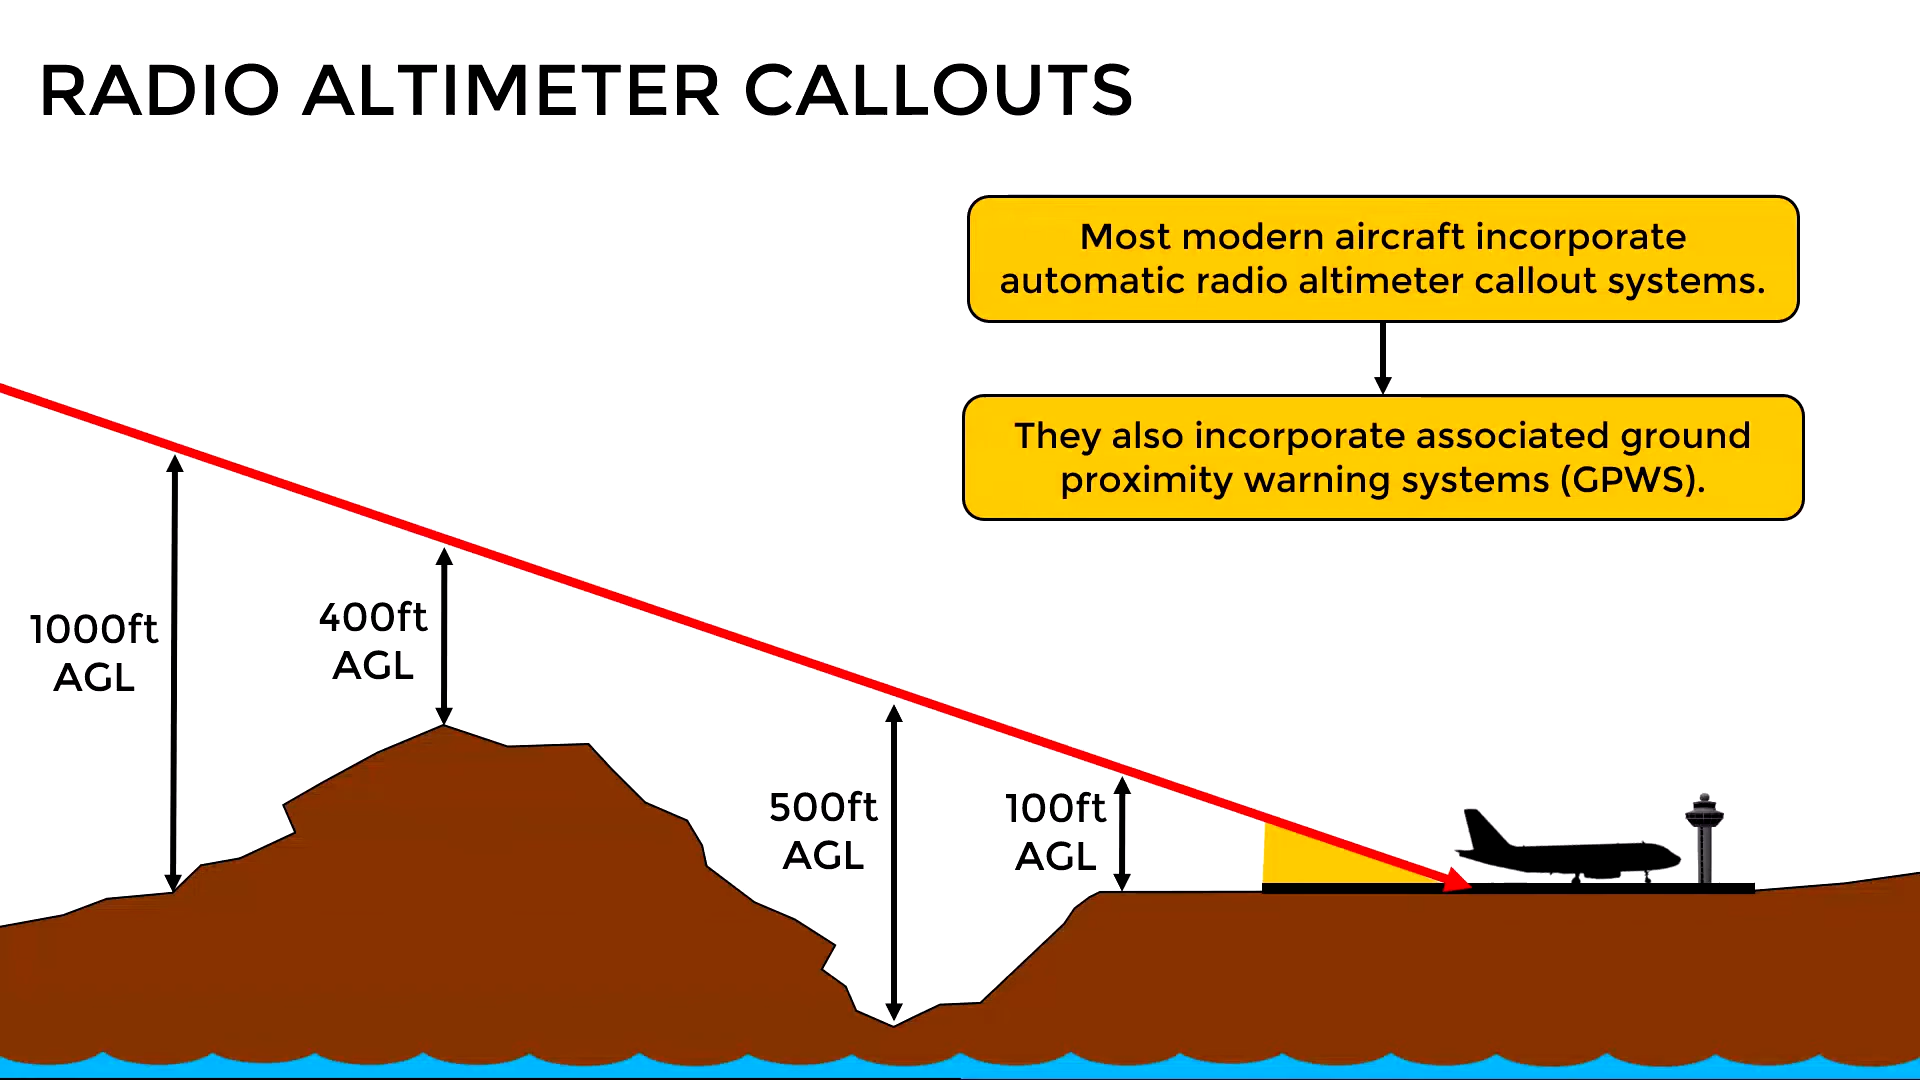 RADIO ALTIMETER CALLOUTS
Most modern aircraft incorporate
automatic radio altimeter callout systems.
They also incorporate associated ground
proximity warning systems (GPWS).
1000ft
AGL
400ft
AGL
500ft
AGL
100ft
AGL